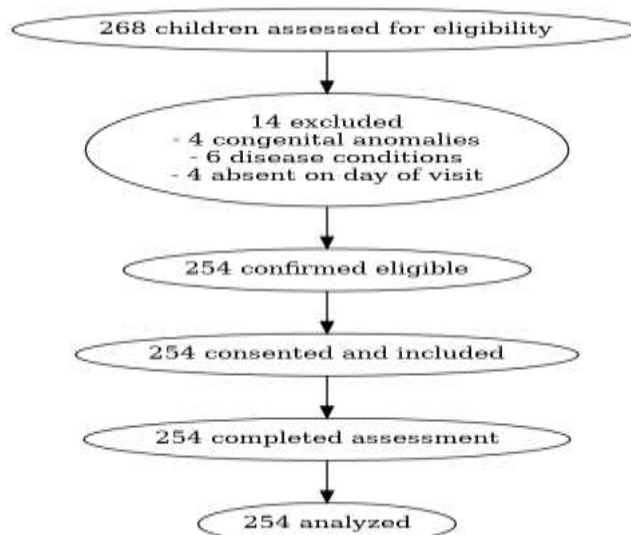 268 children assessed for eligibility
14 excluded
- 4 congenital anomalies
- 6 disease conditions
- 4 absent on day of visit
254 confirmed eligible
254 consented and included
254 completed assessment
254 analyzed